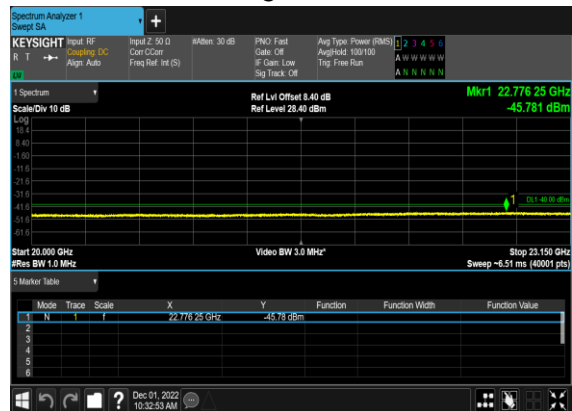 Spectrum Analyzer 1
Swept SA
+
KEYSIGHT Input: RF Input Z: 50 Ω #Atten: 30 dB PNO: Fast Avg Type: Power (RMS) 1 2 3 4 5 6
R T Coupling: DC Corr CCorr Gate: Off Avg|Hold: 100/100 A W W W W W
Align: Auto Freq Ref: Int (S) IF Gain: Low Trig: Free Run
LV Sig Track: Off A N N N N N
1 Spectrum Ref Lvl Offset 8.40 dB Mkr1 22.776 25 GHz
Scale/Div 10 dB Ref Level 28.40 dBm -45.781 dBm
Log
18.4
8.40
-1.60
-11.6
-21.6
-31.6
1 DL1 -40.00 dBm
-41.6
-51.6
-61.6
Start 20.000 GHz Video BW 3.0 MHz* Stop 23.150 GHz
#Res BW 1.0 MHz Sweep ~6.51 ms (40001 pts)
5 Marker Table
Mode Trace Scale X Y Function Function Width Function Value
1 N 1 f 22.776 25 GHz -45.78 dBm
2
3
4
5
6
? Dec 01, 2022
10:32:53 AM